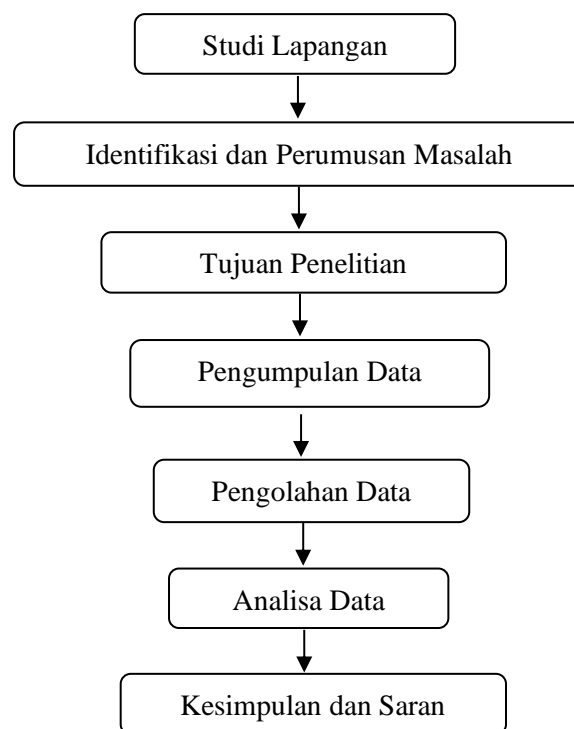 Studi Lapangan
Identifikasi dan Perumusan Masalah
Tujuan Penelitian
Pengumpulan Data
Pengolahan Data
Analisa Data
Kesimpulan dan Saran